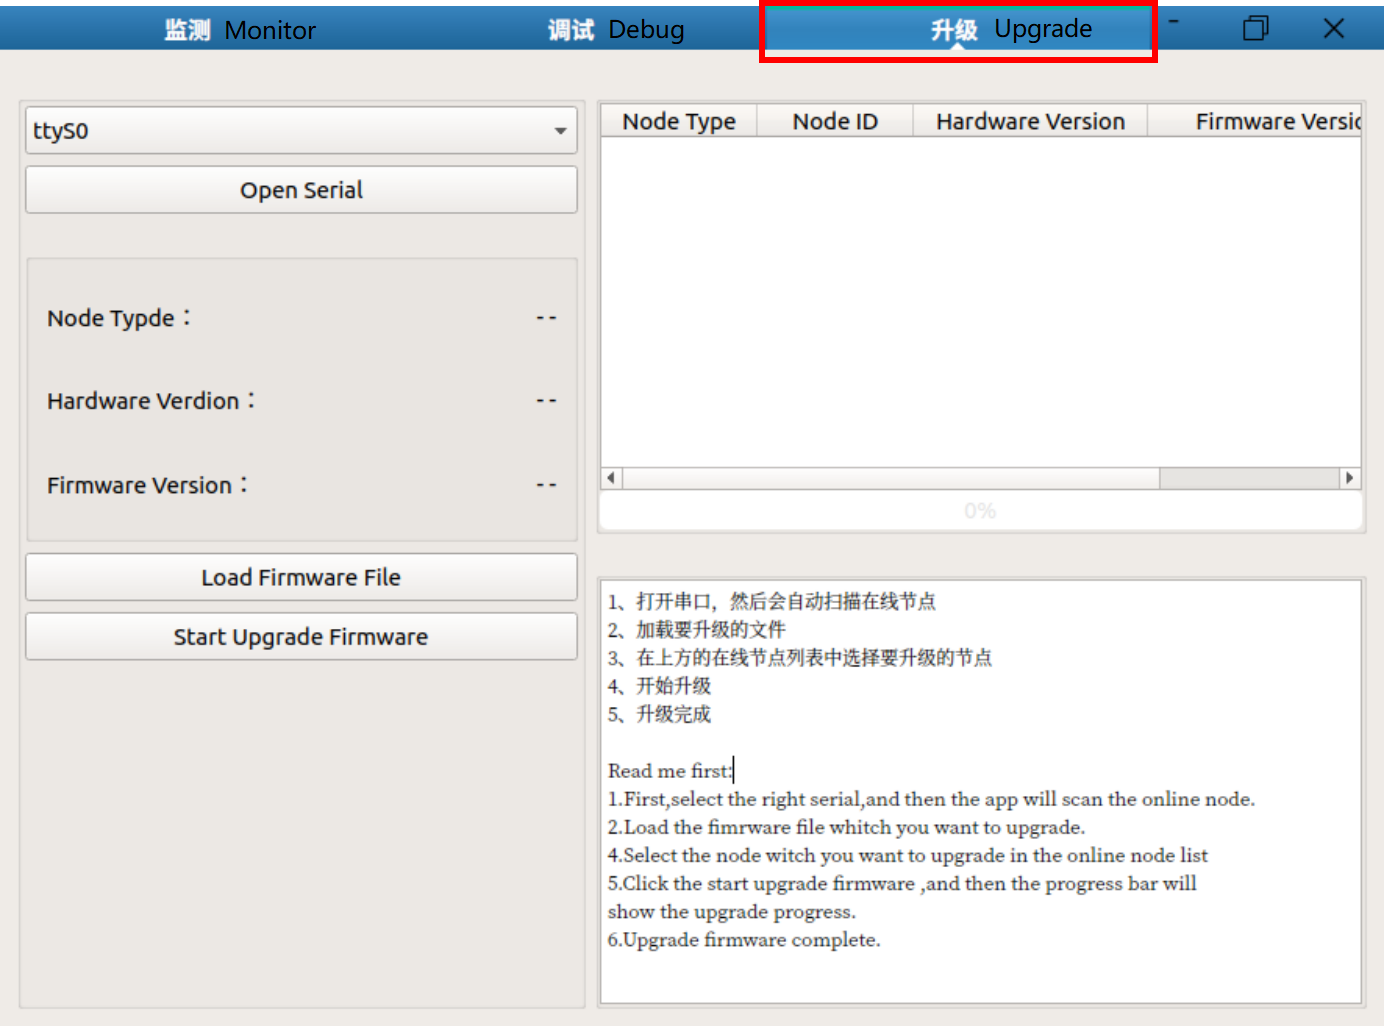 监测 Monitor
调试 Debug
升级 Upgrade
ttyS0
Open Serial
Node Typde：
--
Hardware Verdion：
--
Firmware Version：
--
Load Firmware File
Start Upgrade Firmware
Node Type Node ID Hardware Version Firmware Versio
0%
1、打开串口，然后会自动扫描在线节点
2、加载要升级的文件
3、在上方的在线节点列表中选择要升级的节点
4、开始升级
5、升级完成
Read me first:
1.First,select the right serial,and then the app will scan the online node.
2.Load the fimrware file whitch you want to upgrade.
4.Select the node witch you want to upgrade in the online node list
5.Click the start upgrade firmware ,and then the progress bar will
show the upgrade progress.
6.Upgrade firmware complete.